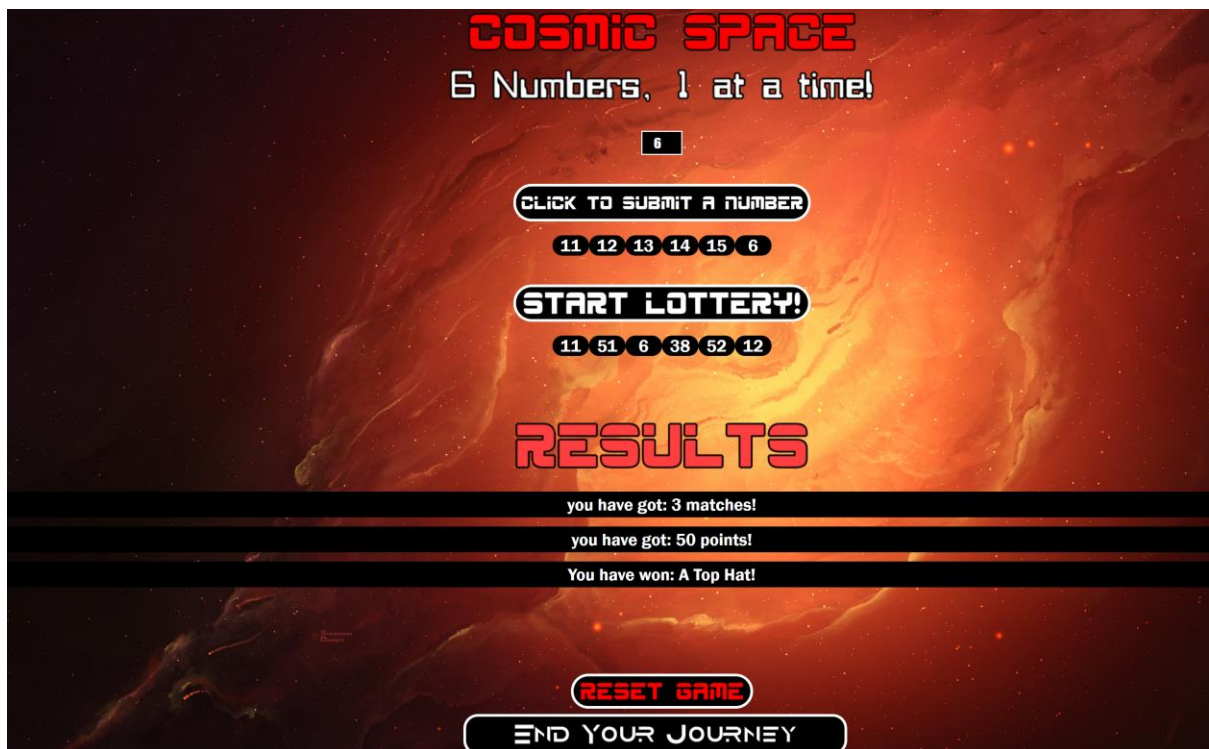 COSMIC SPACE
6 Numbers, 1 at a time!
6
CLICK TO SUBMIT A NUMBER
11 12 13 14 15 6
START LOTTERY!
11 51 6 38 52 12
RESULTS
you have got: 3 matches!
you have got: 50 points!
You have won: A Top Hat!
RESET GAME
END YOUR JOURNEY